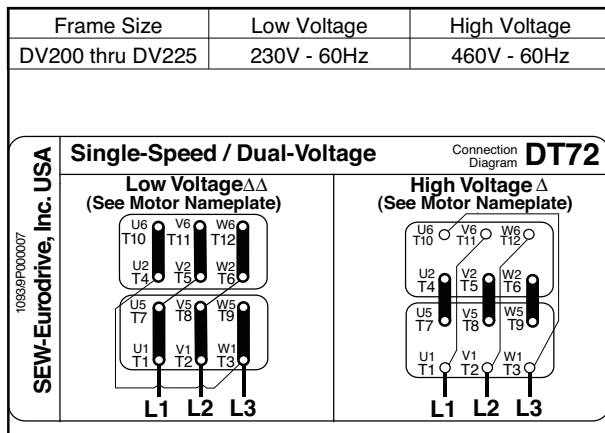 Frame Size Low Voltage High Voltage
DV200 thru DV225 230V - 60Hz 460V - 60Hz
1093J9P000007
SEW-Eurodrive, Inc. USA
Single-Speed / Dual-Voltage
Connection Diagram DT72
Low Voltage ΔΔ
(See Motor Nameplate)
U6 V6 W6
T10 T11 T12
U2 V2 W2
T4 T5 T6
U5 V5 W5
T7 T8 T9
U1 V1 W1
T1 T2 T3
L1 L2 L3
High Voltage Δ
(See Motor Nameplate)
U6 V6 W6
T10 T11 T12
U2 V2 W2
T4 T5 T6
U5 V5 W5
T7 T8 T9
U1 V1 W1
T1 T2 T3
L1 L2 L3